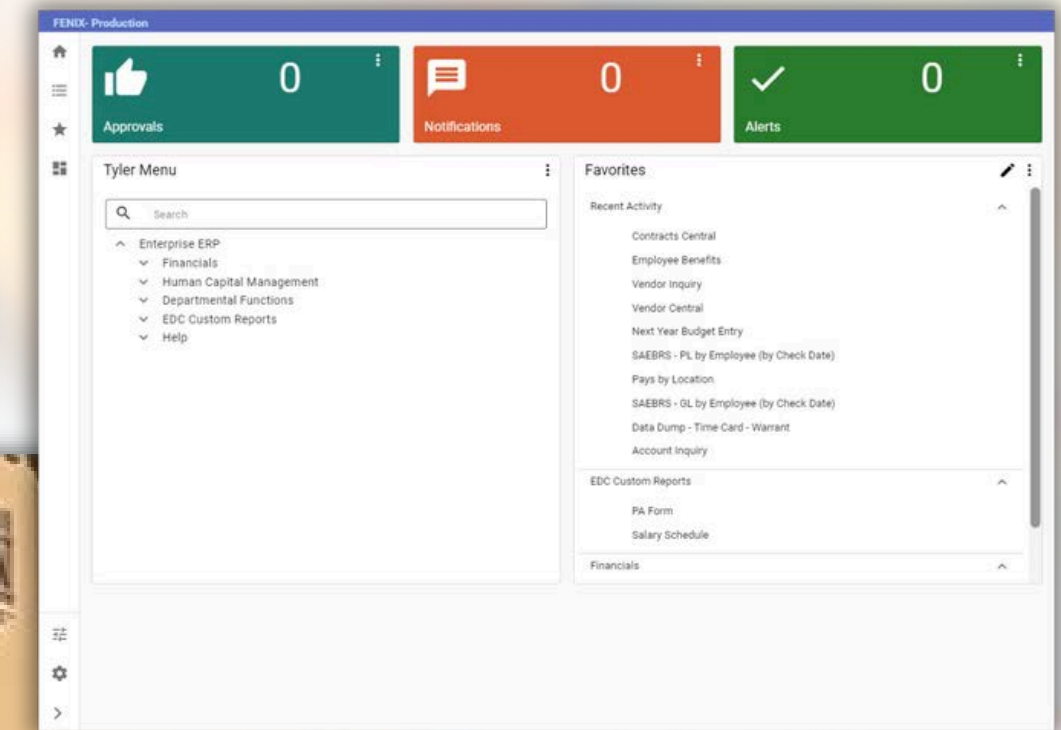 FENIX- Production
0
Approvals
0
Notifications
0
Alerts
Tyler Menu
Search
Enterprise ERP
Financials
Human Capital Management
Departmental Functions
EDC Custom Reports
Help
Favorites
Recent Activity
Contracts Central
Employee Benefits
Vendor Inquiry
Vendor Central
Next Year Budget Entry
SAEBRS - PL by Employee (by Check Date)
Pays by Location
SAEBRS - GL by Employee (by Check Date)
Data Dump - Time Card - Warrant
Account Inquiry
EDC Custom Reports
PA Form
Salary Schedule
Financials